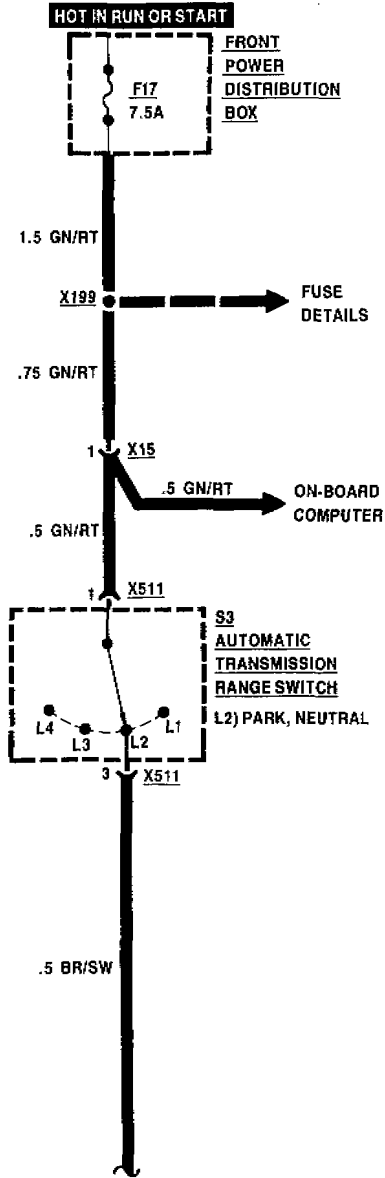 HOT IN RUN OR START
FRONT
POWER
DISTRIBUTION
BOX
F17
7.5A
1.5 GN/RT
X199
FUSE
DETAILS
.75 GN/RT
1
X15
.5 GN/RT
ON-BOARD
COMPUTER
.5 GN/RT
1
X511
S3
AUTOMATIC
TRANSMISSION
RANGE SWITCH
L2) PARK, NEUTRAL
L4
L3
L2
L1
3
X511
.5 BR/SW